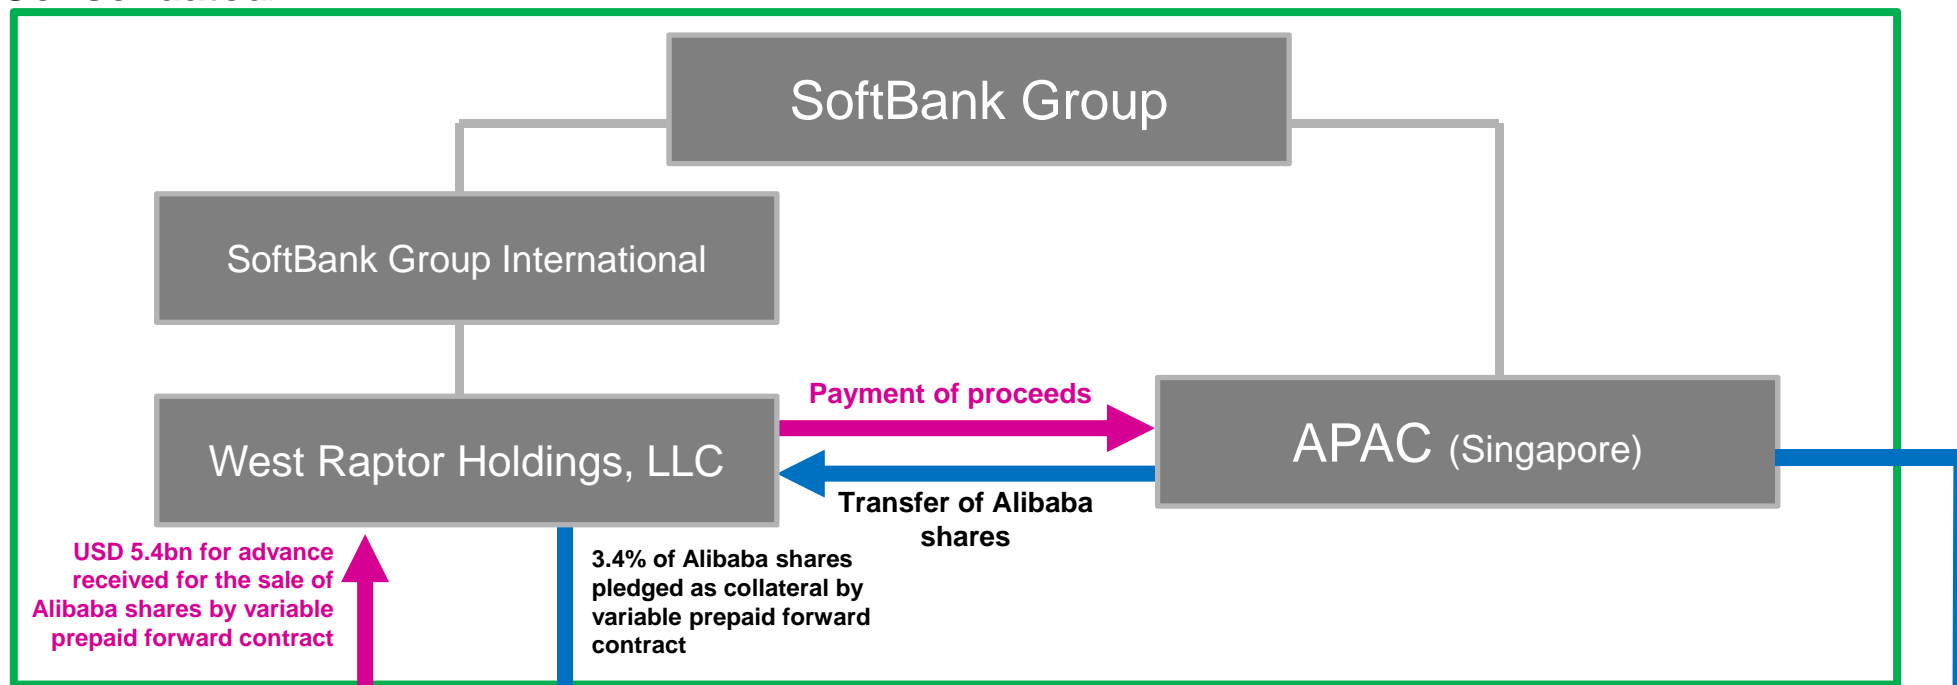 SoftBank Group
SoftBank Group International
Payment of proceeds
West Raptor Holdings, LLC
APAC (Singapore)
Transfer of Alibaba
shares
USD 5.4bn for advance
received for the sale of
Alibaba shares by variable
prepaid forward contract
3.4% of Alibaba shares
pledged as collateral by
variable prepaid forward
contract